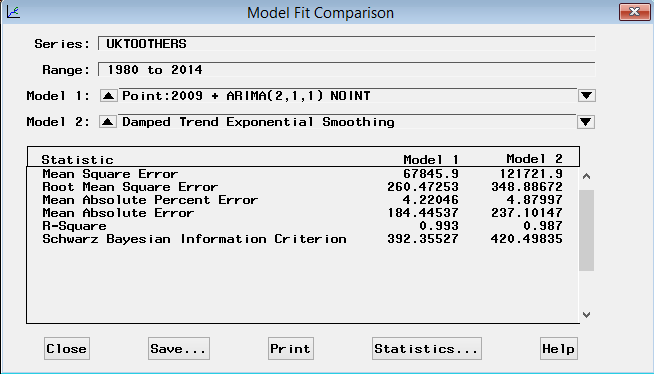 Model Fit Comparison
Series: UKTOOTHERS
Range: 1980 to 2014
Model 1: Point:2009 + ARIMA(2,1,1) NOINT
Model 2: Damped Trend Exponential Smoothing
Statistic Model 1 Model 2
Mean Square Error 67845.9 121721.9
Root Mean Square Error 260.47253 348.88672
Mean Absolute Percent Error 4.22046 4.87997
Mean Absolute Error 184.44537 237.10147
R-Square 0.993 0.987
Schwarz Bayesian Information Criterion 392.35527 420.49835
Close Save... Print Statistics... Help